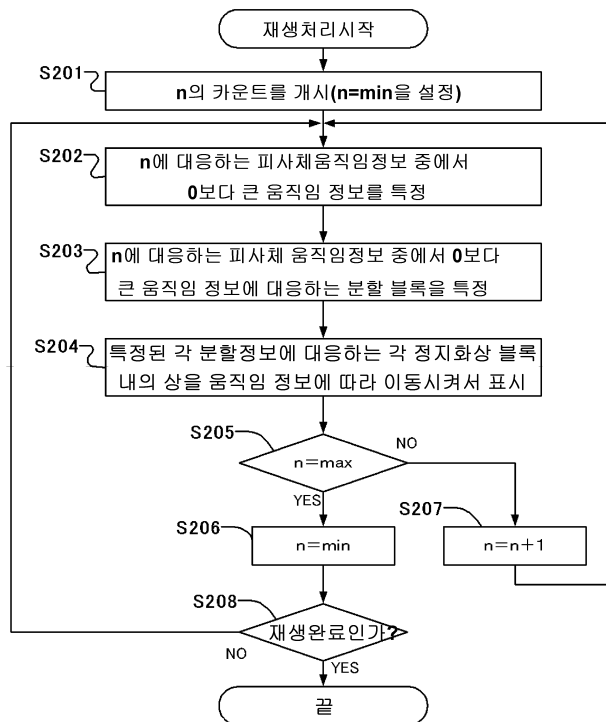 재생처리시작
S201
n의 카운트를 개시(n=min을 설정)
S202
n에 대응하는 피사체움직임정보 중에서
0보다 큰 움직임 정보를 특정
S203
n에 대응하는 피사체 움직임정보 중에서 0보다
큰 움직임 정보에 대응하는 분할 블록을 특정
S204
특정된 각 분할정보에 대응하는 각 정지화상 블록
내의 상을 움직임 정보에 따라 이동시켜서 표시
S205
NO
n=max
YES
S206
S207
n=min
n=n+1
S208
재생완료인가?
NO
YES
끝